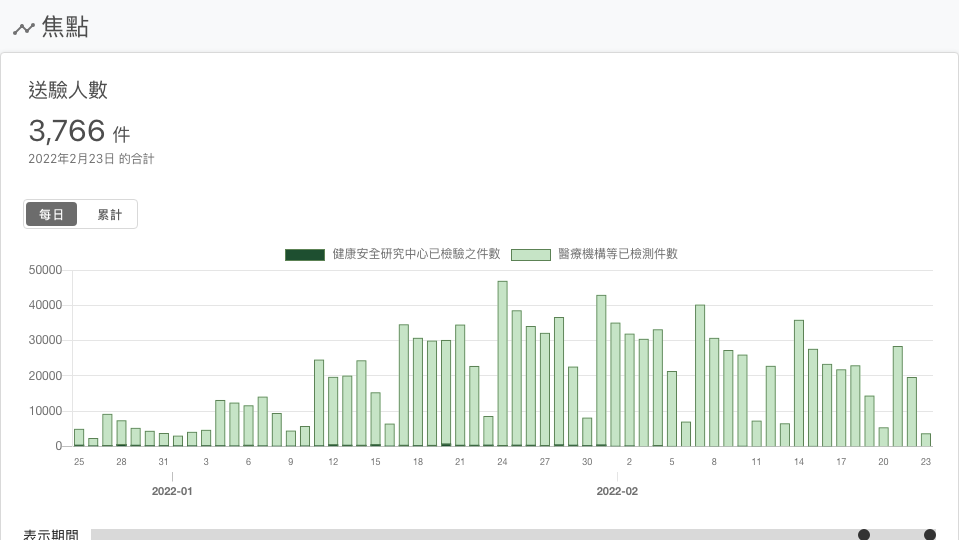 焦點
送驗人數
3,766 件
2022年2月23日 的合計
每日 累計
健康安全研究中心已檢驗之件數 醫療機構等已檢測件數
50000
40000
30000
20000
10000
0
25 28 31 3 6 9 12 15 18 21 24 27 30 2 5 8 11 14 17 20 23
2022-01 2022-02
表示期間